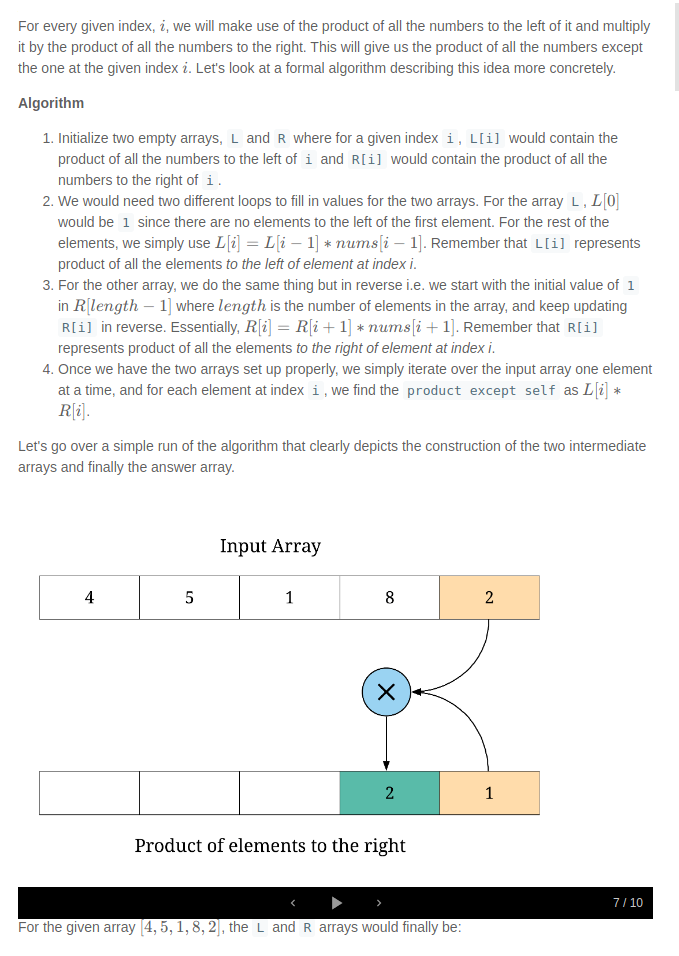 For every given index, i, we will make use of the product of all the numbers to the left of it and multiply
it by the product of all the numbers to the right. This will give us the product of all the numbers except
the one at the given index i. Let's look at a formal algorithm describing this idea more concretely.
Algorithm
1. Initialize two empty arrays, L and R where for a given index i, L[i] would contain the
product of all the numbers to the left of i and R[i] would contain the product of all the
numbers to the right of i.
2. We would need two different loops to fill in values for the two arrays. For the array L, L[0]
would be 1 since there are no elements to the left of the first element. For the rest of the
elements, we simply use L[i] = L[i − 1] * nums[i − 1]. Remember that L[i] represents
product of all the elements to the left of element at index i.
3. For the other array, we do the same thing but in reverse i.e. we start with the initial value of 1
in R[length − 1] where length is the number of elements in the array, and keep updating
R[i] in reverse. Essentially, R[i] = R[i + 1] * nums[i + 1]. Remember that R[i]
represents product of all the elements to the right of element at index i.
4. Once we have the two arrays set up properly, we simply iterate over the input array one element
at a time, and for each element at index i, we find the product except self as L[i] *
R[i].
Let's go over a simple run of the algorithm that clearly depicts the construction of the two intermediate
arrays and finally the answer array.
Input Array
4 5 1 8 2
×
2 1
Product of elements to the right
7 / 10
For the given array [4, 5, 1, 8, 2], the L and R arrays would finally be: